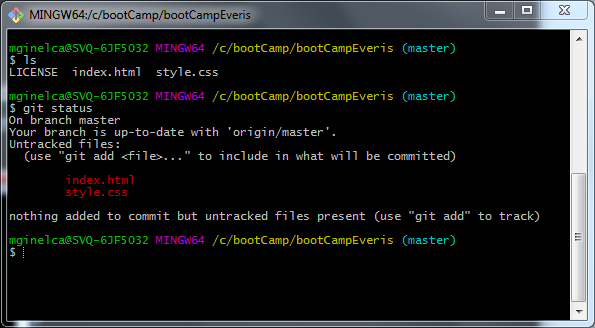 MINGW64:/c/bootCamp/bootCampEveris
mginelca@SVQ-6JF5032 MINGW64 /c/bootCamp/bootCampEveris (master)
$ ls
LICENSE  index.html  style.css
mginelca@SVQ-6JF5032 MINGW64 /c/bootCamp/bootCampEveris (master)
$ git status
On branch master
Your branch is up-to-date with 'origin/master'.
Untracked files:
  (use "git add <file>..." to include in what will be committed)
        index.html
        style.css
nothing added to commit but untracked files present (use "git add" to track)
mginelca@SVQ-6JF5032 MINGW64 /c/bootCamp/bootCampEveris (master)
$